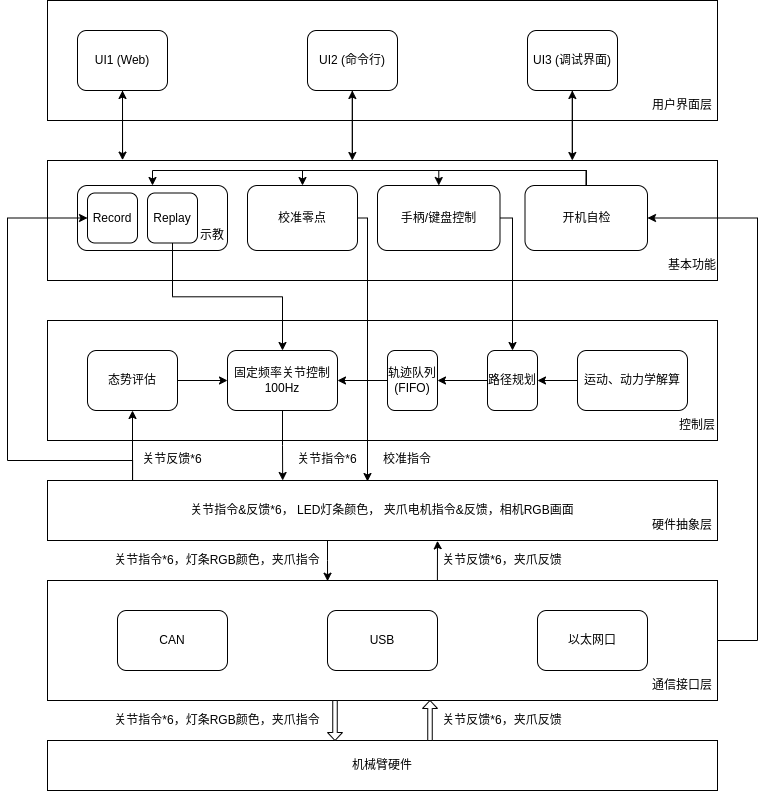 UI1 (Web)
UI2 (命令行)
UI3 (调试界面)
用户界面层
Record
Replay
示教
校准零点
手柄/键盘控制
开机自检
基本功能
态势评估
固定频率关节控制
100Hz
轨迹队列
(FIFO)
路径规划
运动、动力学解算
控制层
关节反馈*6
关节指令*6
校准指令
关节指令&反馈*6， LED灯条颜色， 夹爪电机指令&反馈，相机RGB画面
硬件抽象层
关节指令*6，灯条RGB颜色，夹爪指令
关节反馈*6，夹爪反馈
CAN
USB
以太网口
通信接口层
关节指令*6，灯条RGB颜色，夹爪指令
关节反馈*6，夹爪反馈
机械臂硬件